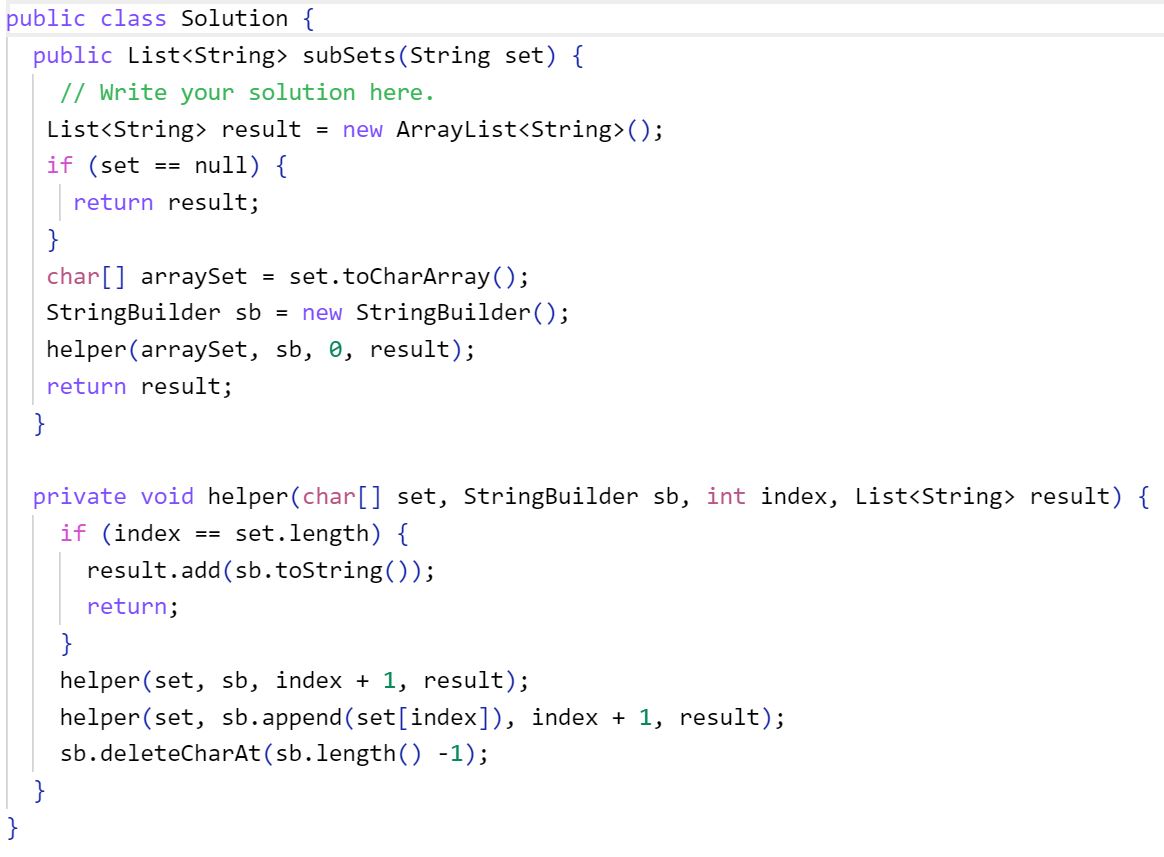 public class Solution {
  public List<String> subSets(String set) {
    // Write your solution here.
   List<String> result = new ArrayList<String>();
   if (set == null) {
     return result;
   }
   char[] arraySet = set.toCharArray();
   StringBuilder sb = new StringBuilder();
   helper(arraySet, sb, 0, result);
   return result;
  }

  private void helper(char[] set, StringBuilder sb, int index, List<String> result) {
    if (index == set.length) {
      result.add(sb.toString());
      return;
    }
    helper(set, sb, index + 1, result);
    helper(set, sb.append(set[index]), index + 1, result);
    sb.deleteCharAt(sb.length() -1);
  }
}